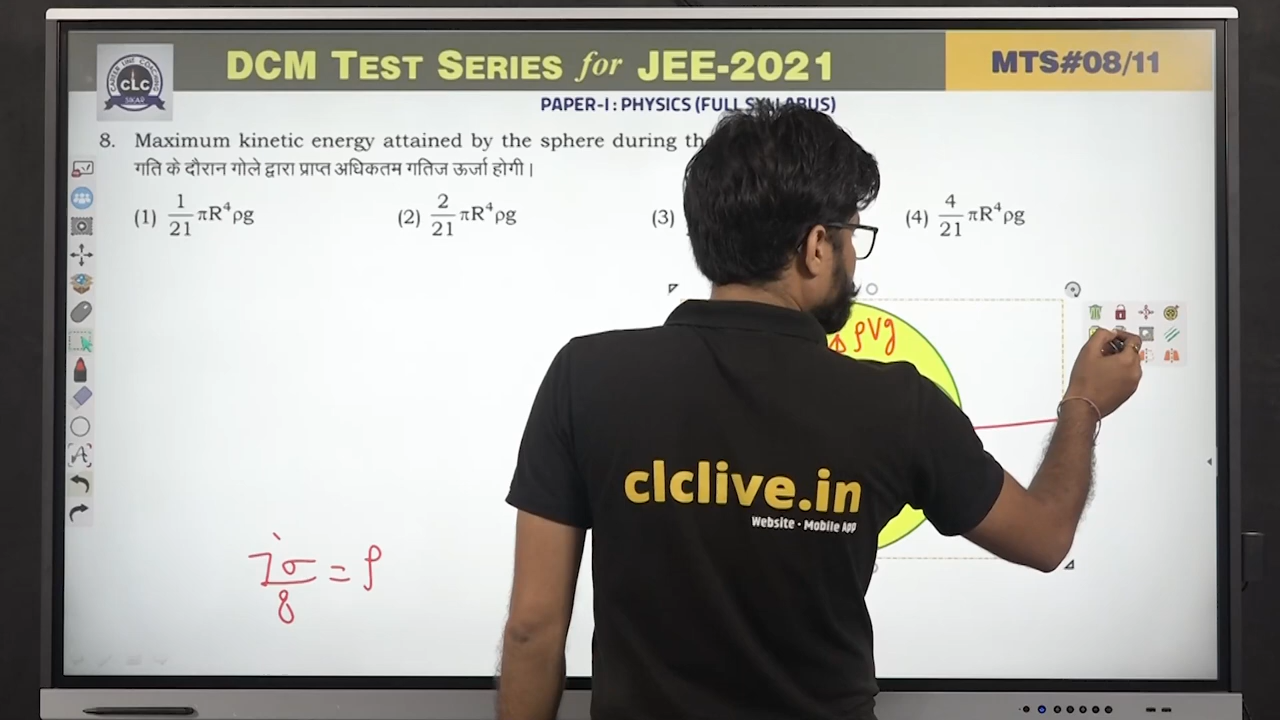 DCM TEST SERIES for JEE-2021
MTS#08/11
CLC
SIKAR
PAPER-I : PHYSICS (FULL SYLLABUS)
8. Maximum kinetic energy attained by the sphere during
गति के दौरान गोले द्वारा प्राप्त अधिकतम गतिज ऊर्जा होगी।
(1) 1/21 πR⁴ρg (2) 2/21 πR⁴ρg (3) (4) 4/21 πR⁴ρg
ρVg
7σ/8 = ρ
clclive.in
Website · Mobile App